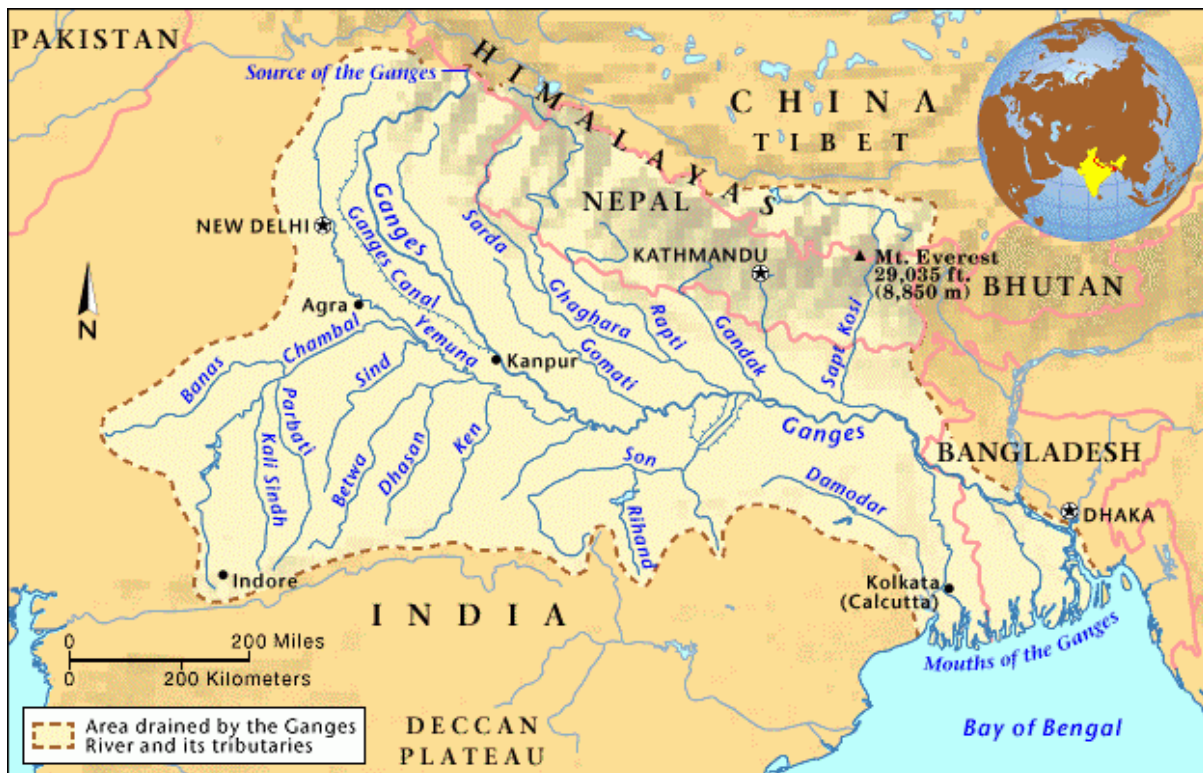 PAKISTAN
Source of the Ganges
HIMALAYAS
CHINA
TIBET
NEPAL
NEW DELHI
Ganges
Ganges Canal
Sarda
KATHMANDU
Mt. Everest
29,035 ft.
(8,850 m)
BHUTAN
N
Agra
Chambal
Yemuna
Kanpur
Ghaghara
Gomati
Rapti
Gandak
Sapt Kosi
Banas
Parbati
Kali Sindh
Sind
Betwa
Dhasan
Ken
Son
Rihand
Ganges
Damodar
BANGLADESH
DHAKA
Indore
INDIA
Kolkata
(Calcutta)
Mouths of the Ganges
0 200 Miles
0 200 Kilometers
Area drained by the Ganges
River and its tributaries
DECCAN
PLATEAU
Bay of Bengal